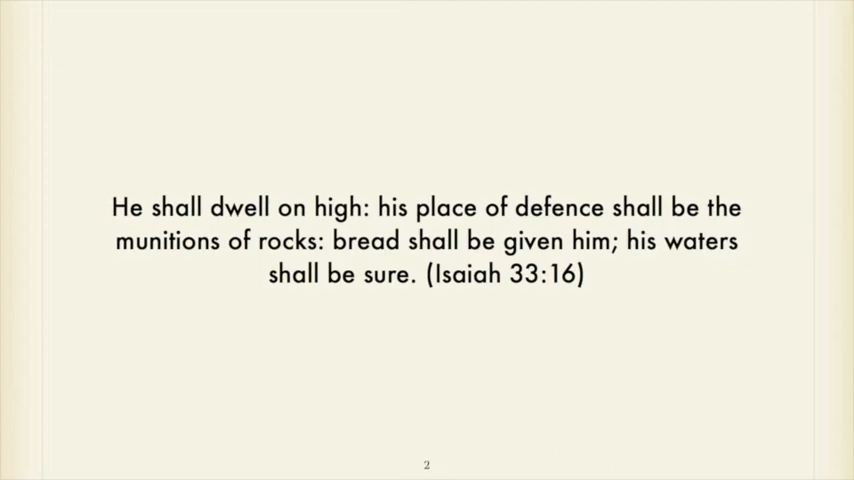 He shall dwell on high: his place of defence shall be the
munitions of rocks: bread shall be given him; his waters
shall be sure. (Isaiah 33:16)
2